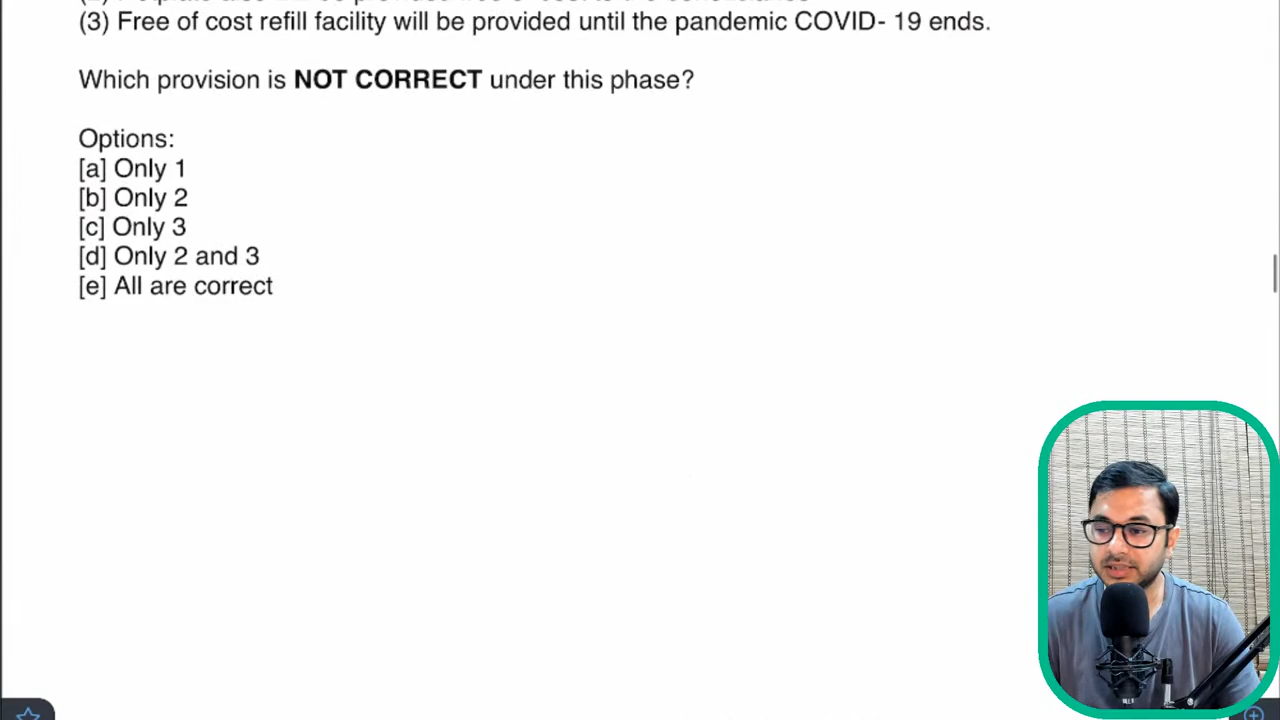 (3) Free of cost refill facility will be provided until the pandemic COVID- 19 ends.
Which provision is NOT CORRECT under this phase?
Options:
[a] Only 1
[b] Only 2
[c] Only 3
[d] Only 2 and 3
[e] All are correct